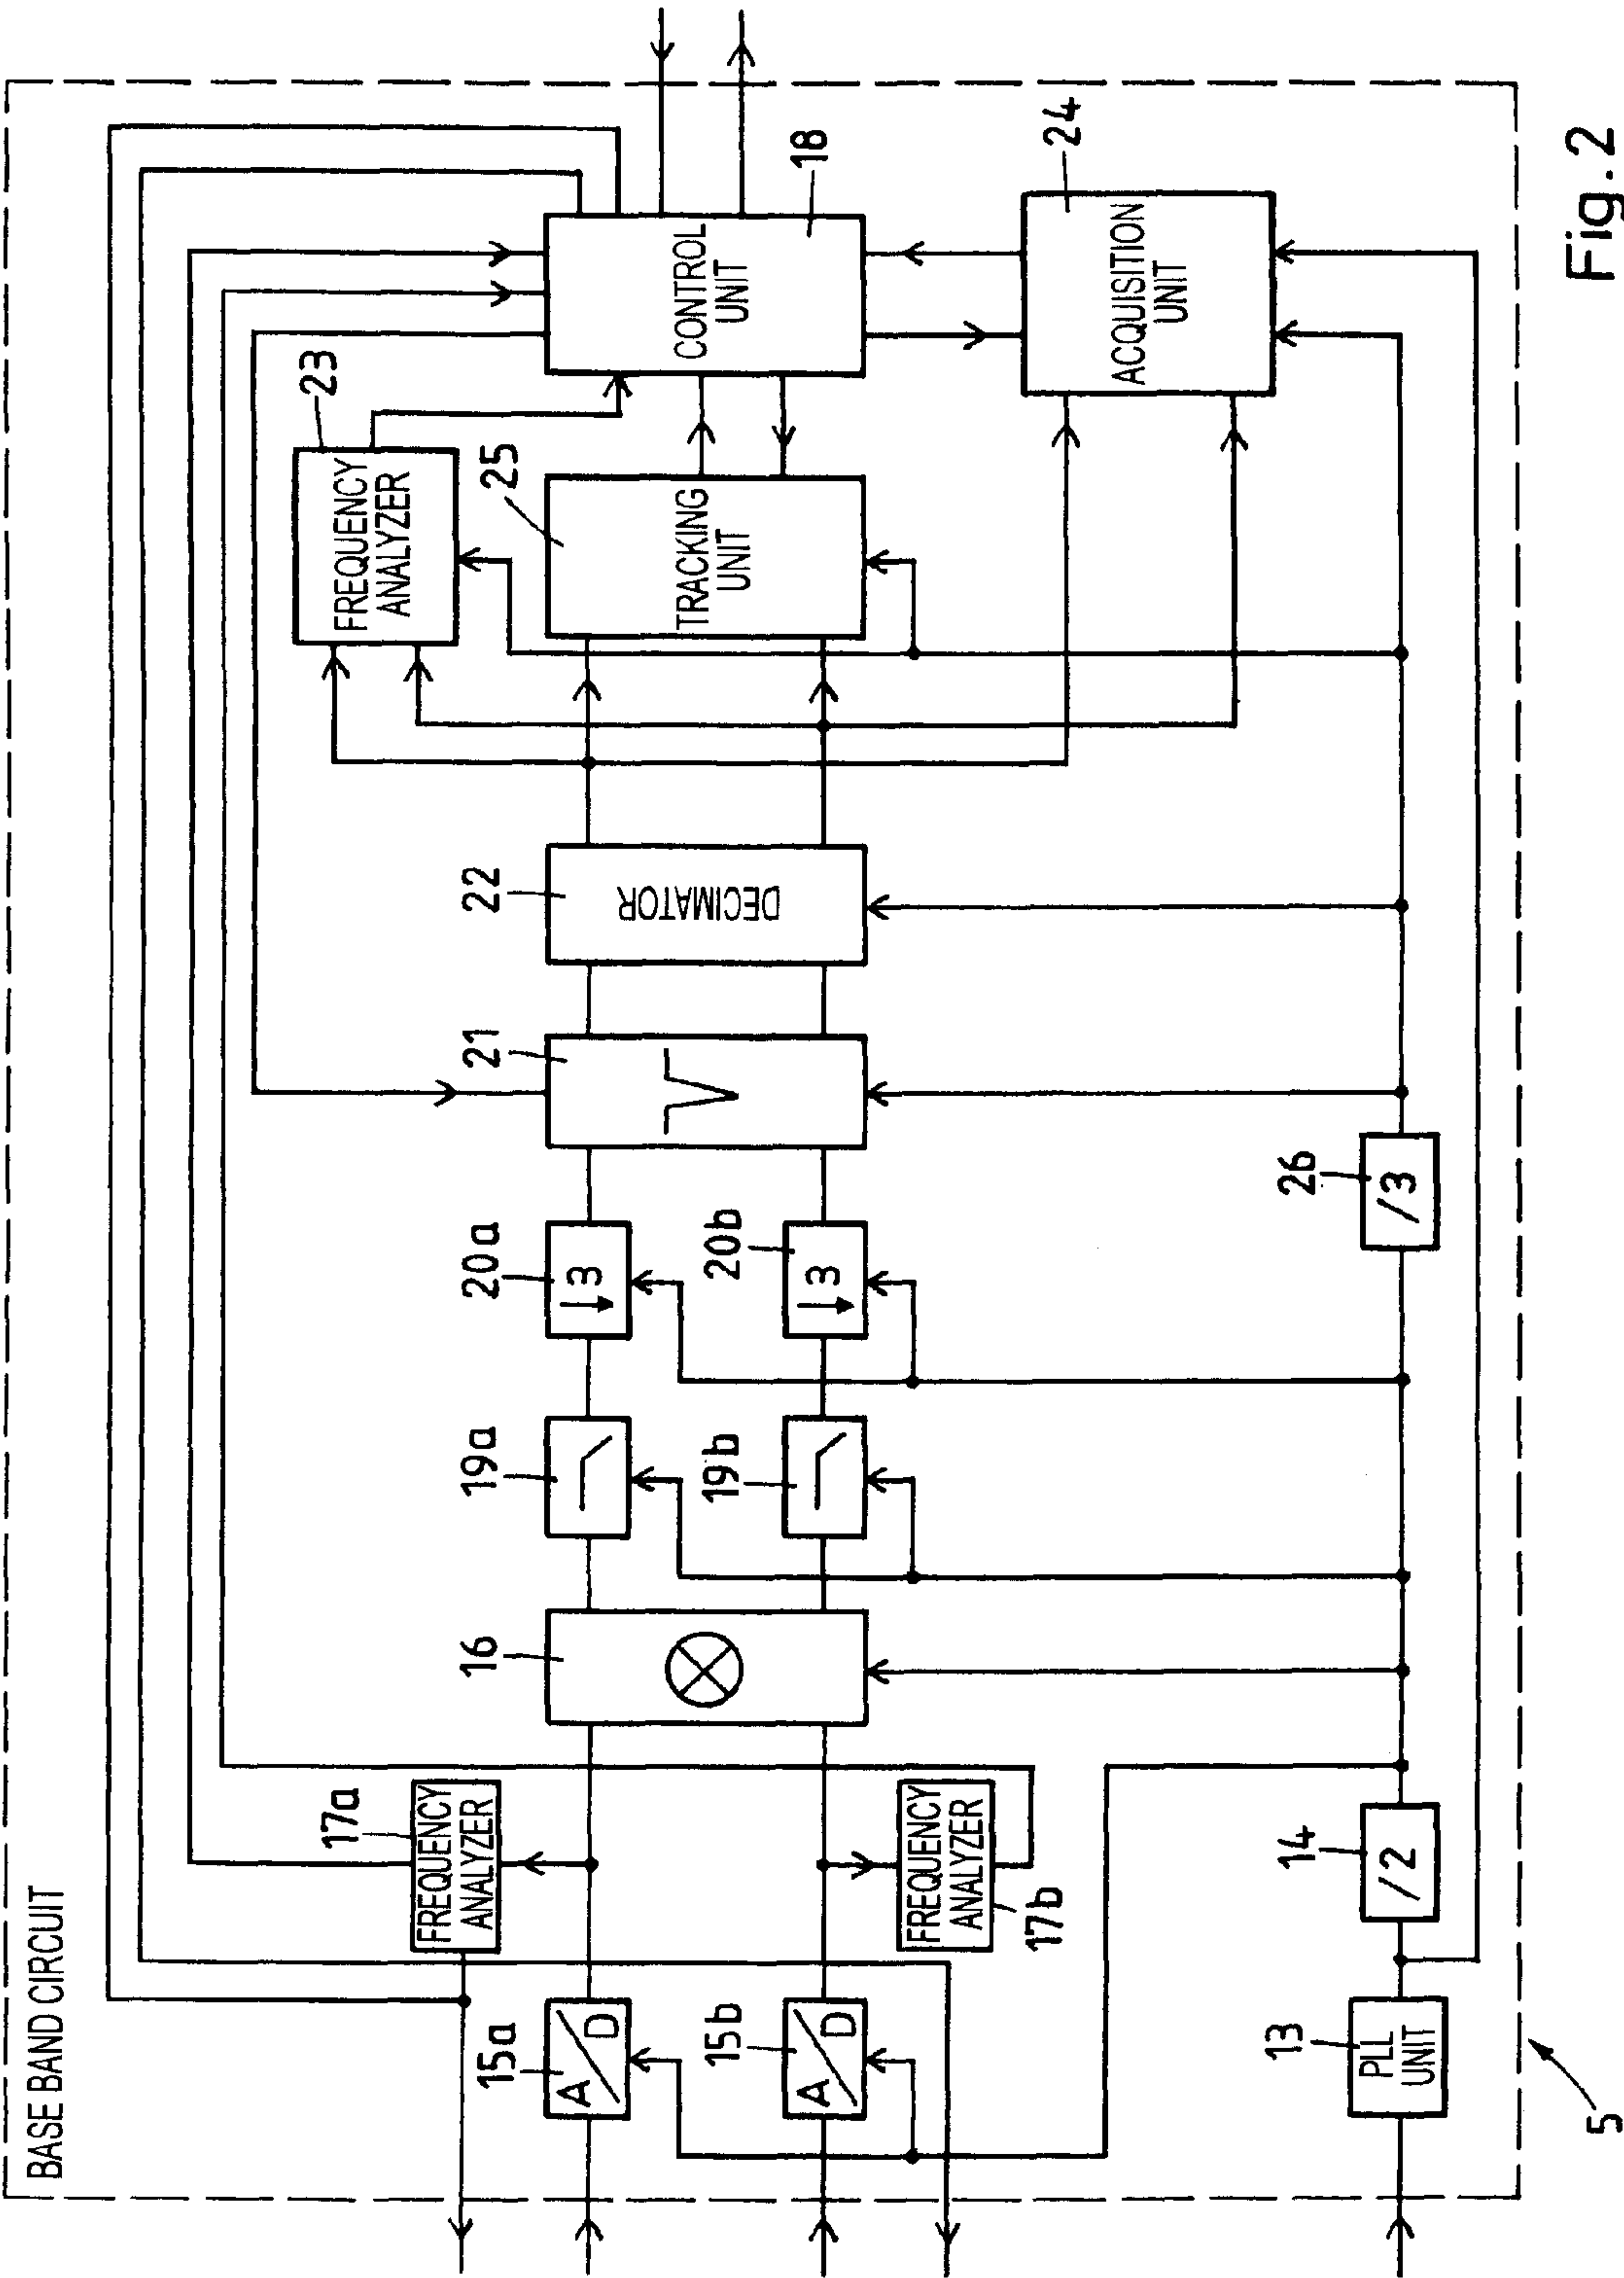 BASE BAND CIRCUIT
17a
FREQUENCY
ANALYZER
23
FREQUENCY
ANALYZER
15a
A
D
16
19a
20a
↓3
21
22
DECIMATOR
25
TRACKING
UNIT
CONTROL
UNIT
18
15b
A
D
19b
20b
↓3
FREQUENCY
ANALYZER
17b
24
ACQUISITION
UNIT
13
PLL
UNIT
14
/2
26
/3
5
Fig. 2